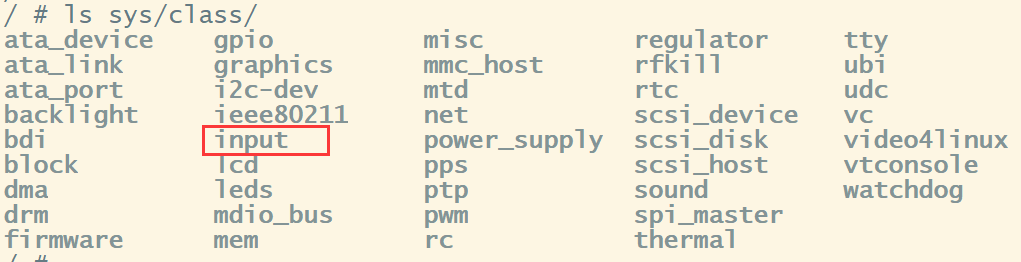 / # ls sys/class/
ata_device gpio misc regulator tty
ata_link graphics mmc_host rfkill ubi
ata_port i2c-dev mtd rtc udc
backlight ieee80211 net scsi_device vc
bdi input power_supply scsi_disk video4linux
block lcd pps scsi_host vtconsole
dma leds ptp sound watchdog
drm mdio_bus pwm spi_master
firmware mem rc thermal
/ #